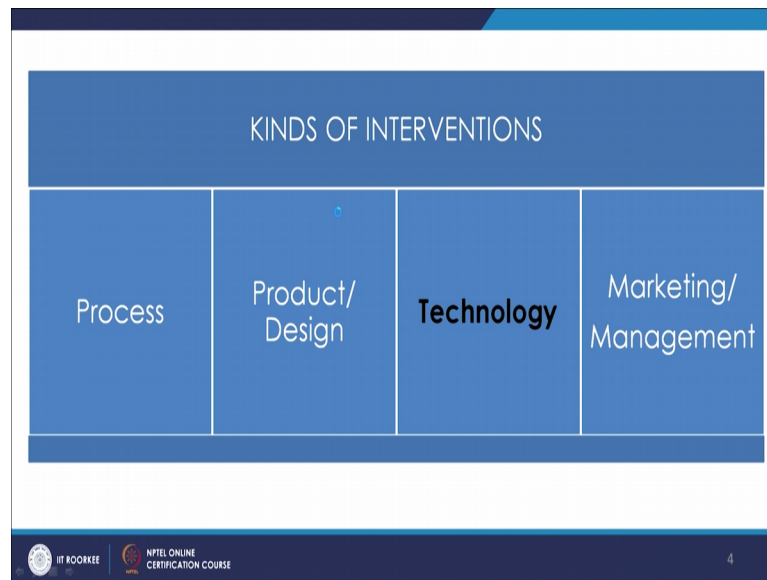 KINDS OF INTERVENTIONS
Process
Product/
Design
Technology
Marketing/
Management
IIT ROORKEE
NPTEL ONLINE
CERTIFICATION COURSE
4